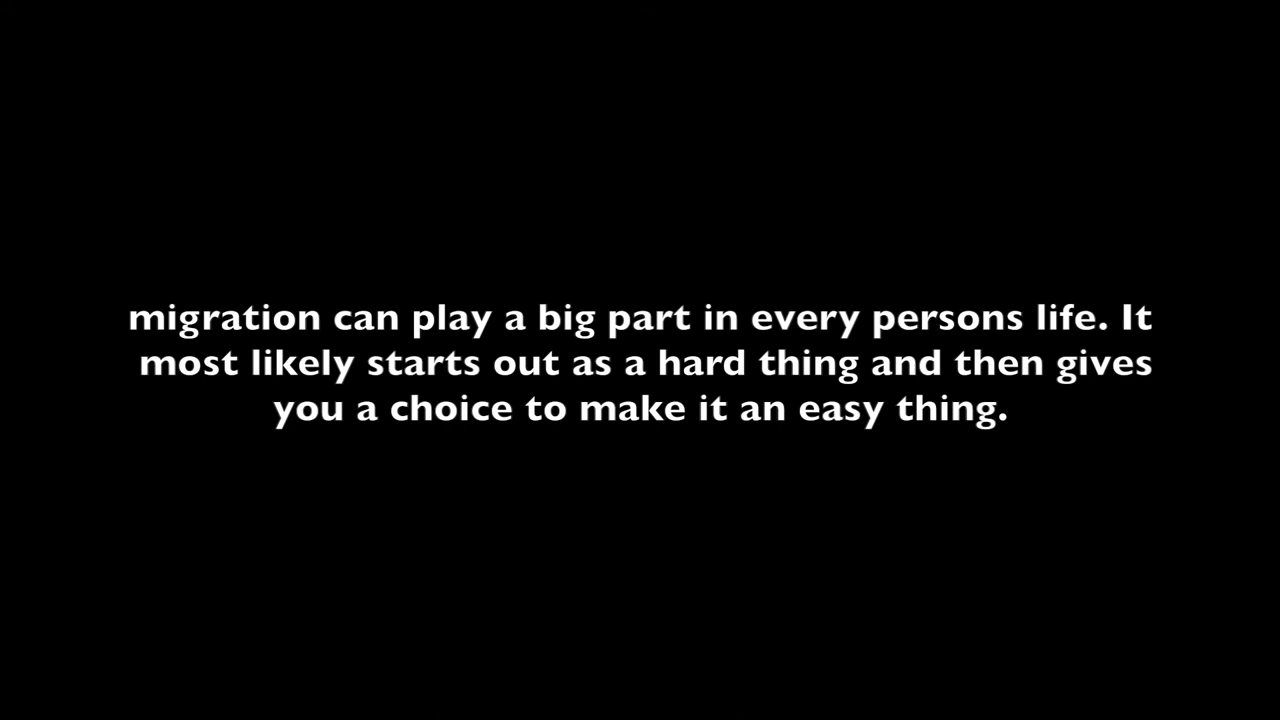 migration can play a big part in every persons life. It
most likely starts out as a hard thing and then gives
you a choice to make it an easy thing.